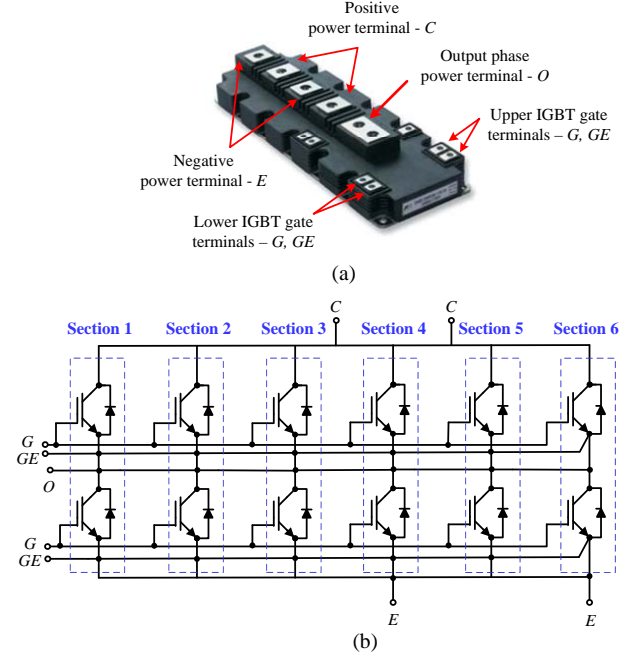 Positive
power terminal - C
Output phase
power terminal - O
Upper IGBT gate
terminals – G, GE
Negative
power terminal - E
Lower IGBT gate
terminals – G, GE
(a)
C C
Section 1 Section 2 Section 3 Section 4 Section 5 Section 6
G
GE
O
G
GE
E E
(b)